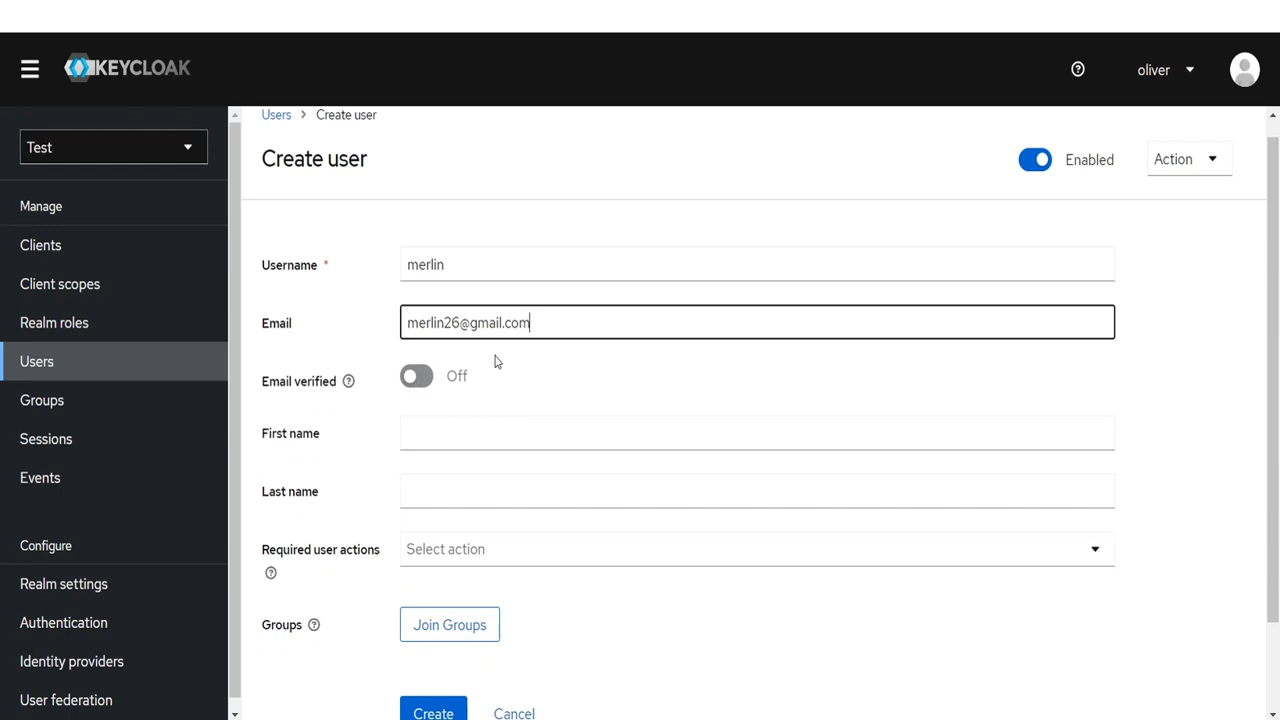 KEYCLOAK
oliver
Test
Manage
Clients
Client scopes
Realm roles
Users
Groups
Sessions
Events
Configure
Realm settings
Authentication
Identity providers
User federation
Users > Create user
Create user
Enabled
Action
Username *
merlin
Email
merlin26@gmail.com
Email verified ?
Off
First name
Last name
Required user actions ?
Select action
Groups ?
Join Groups
Create
Cancel